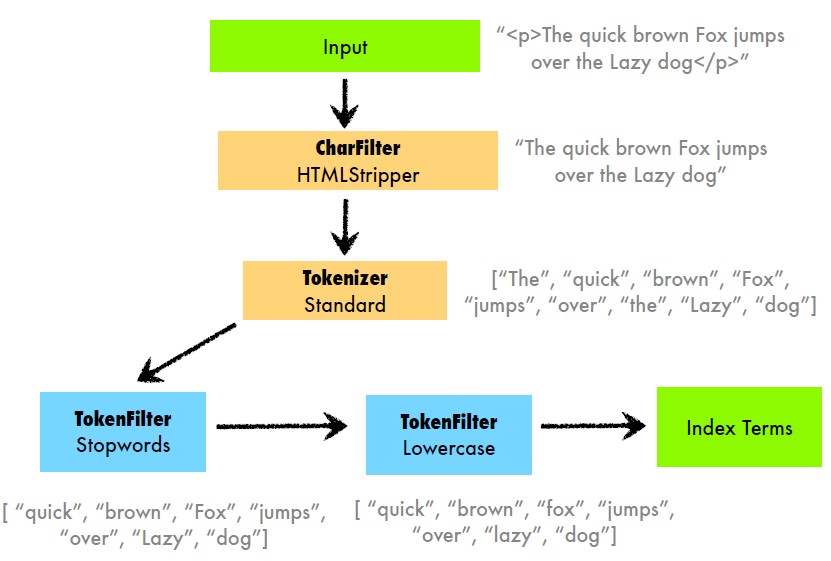 Input
“<p>The quick brown Fox jumps
over the Lazy dog</p>”
CharFilter
HTMLStripper
“The quick brown Fox jumps
over the Lazy dog”
Tokenizer
Standard
[“The”, “quick”, “brown”, “Fox”,
“jumps”, “over”, “the”, “Lazy”, “dog”]
TokenFilter
Stopwords
TokenFilter
Lowercase
Index Terms
[ “quick”, “brown”, “Fox”, “jumps”,
“over”, “Lazy”, “dog”]
[ “quick”, “brown”, “fox”, “jumps”,
“over”, “lazy”, “dog”]